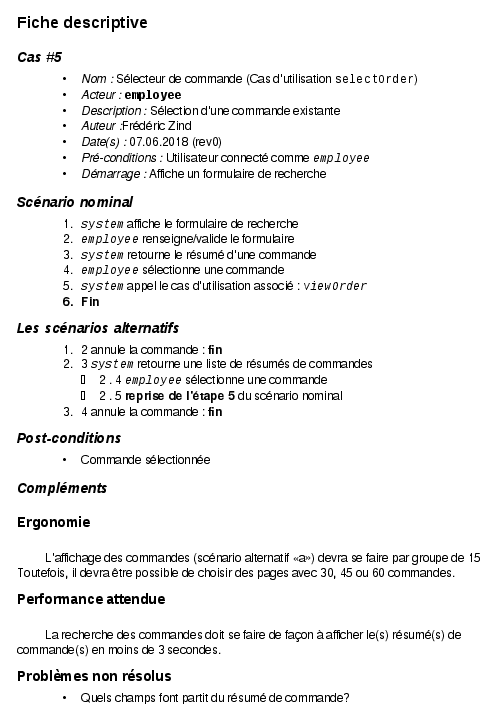 Fiche descriptive
Cas #5
• Nom : Sélecteur de commande (Cas d'utilisation selectOrder)
• Acteur : employee
• Description : Sélection d'une commande existante
• Auteur :Frédéric Zind
• Date(s) : 07.06.2018 (rev0)
• Pré-conditions : Utilisateur connecté comme employee
• Démarrage : Affiche un formulaire de recherche
Scénario nominal
1. system affiche le formulaire de recherche
2. employee renseigne/valide le formulaire
3. system retourne le résumé d'une commande
4. employee sélectionne une commande
5. system appel le cas d'utilisation associé : viewOrder
6. Fin
Les scénarios alternatifs
1. 2 annule la commande : fin
2. 3 system retourne une liste de résumés de commandes
▯ 2 . 4 employee sélectionne une commande
▯ 2 . 5 reprise de l'étape 5 du scénario nominal
3. 4 annule la commande : fin
Post-conditions
• Commande sélectionnée
Compléments
Ergonomie
L'affichage des commandes (scénario alternatif «a») devra se faire par groupe de 15
Toutefois, il devra être possible de choisir des pages avec 30, 45 ou 60 commandes.
Performance attendue
La recherche des commandes doit se faire de façon à afficher le(s) résumé(s) de
commande(s) en moins de 3 secondes.
Problèmes non résolus
• Quels champs font partit du résumé de commande?